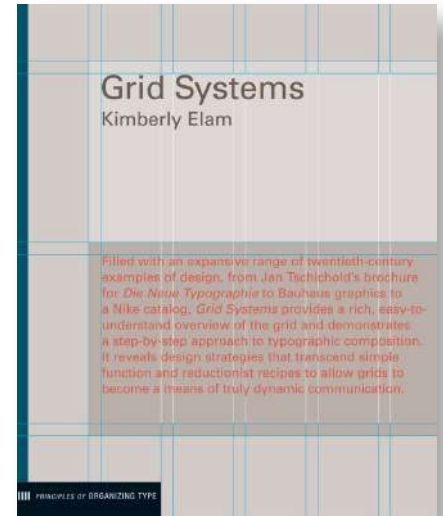 Grid Systems
Kimberly Elam
Filled with an expansive range of twentieth-century
examples of design, from Jan Tschichold's brochure
for Die Neue Typographie to Bauhaus graphics to
a Nike catalog, Grid Systems provides a rich, easy-to-
understand overview of the grid and demonstrates
a step-by-step approach to typographic composition.
It reveals design strategies that transcend simple
function and reductionist recipes to allow grids to
become a means of truly dynamic communication.
PRINCIPLES OF ORGANIZING TYPE